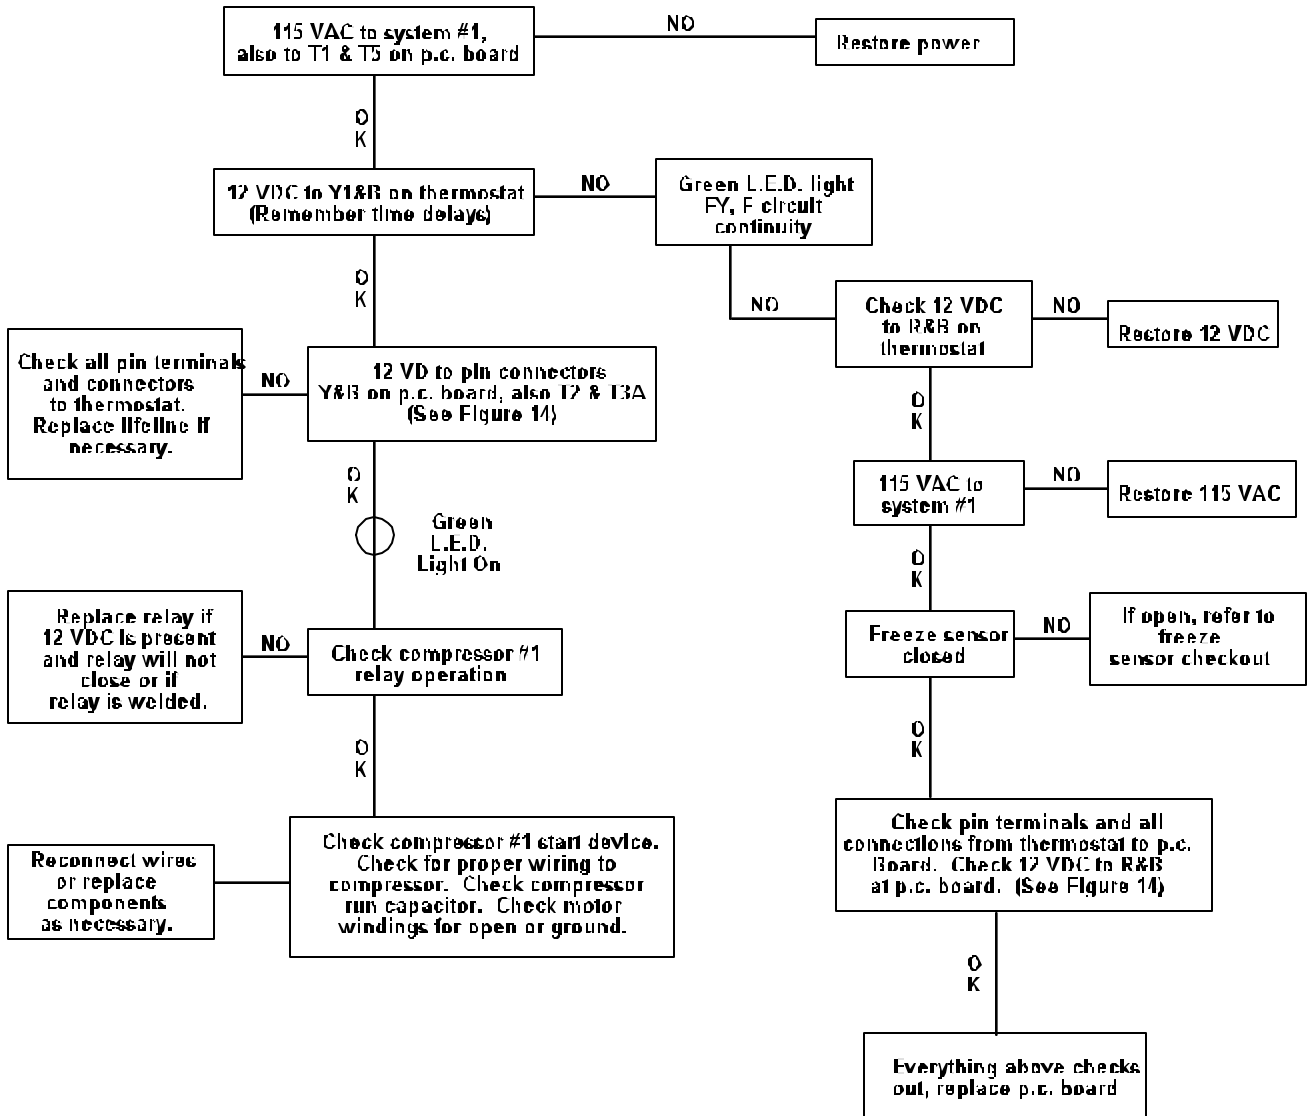 115 VAC to system #1,
also to T1 & T5 on p.c. board
NO
Restore power
O
K
12 VDC to Y1&B on thermostat
(Remember time delays)
NO
Green L.E.D. light
FY, F circuit
continuity
O
K
NO
Check 12 VDC
to R&B on
thermostat
NO
Restore 12 VDC
Check all pin terminals
and connectors
to thermostat.
Replace lifeline if
necessary.
NO
12 VD to pin connectors
Y&B on p.c. board, also T2 & T3A
(See Figure 14)
O
K
O
K
115 VAC to
system #1
NO
Restore 115 VAC
Green
L.E.D.
Light On
O
K
Replace relay if
12 VDC is present
and relay will not
close or if
relay is welded.
NO
Check compressor #1
relay operation
Freeze sensor
closed
NO
If open, refer to
freeze
sensor checkout
O
K
O
K
Reconnect wires
or replace
components
as necessary.
Check compressor #1 start device.
Check for proper wiring to
compressor. Check compressor
run capacitor. Check motor
windings for open or ground.
Check pin terminals and all
connections from thermostat to p.c.
Board. Check 12 VDC to R&B
at p.c. board. (See Figure 14)
O
K
Everything above checks
out, replace p.c. board